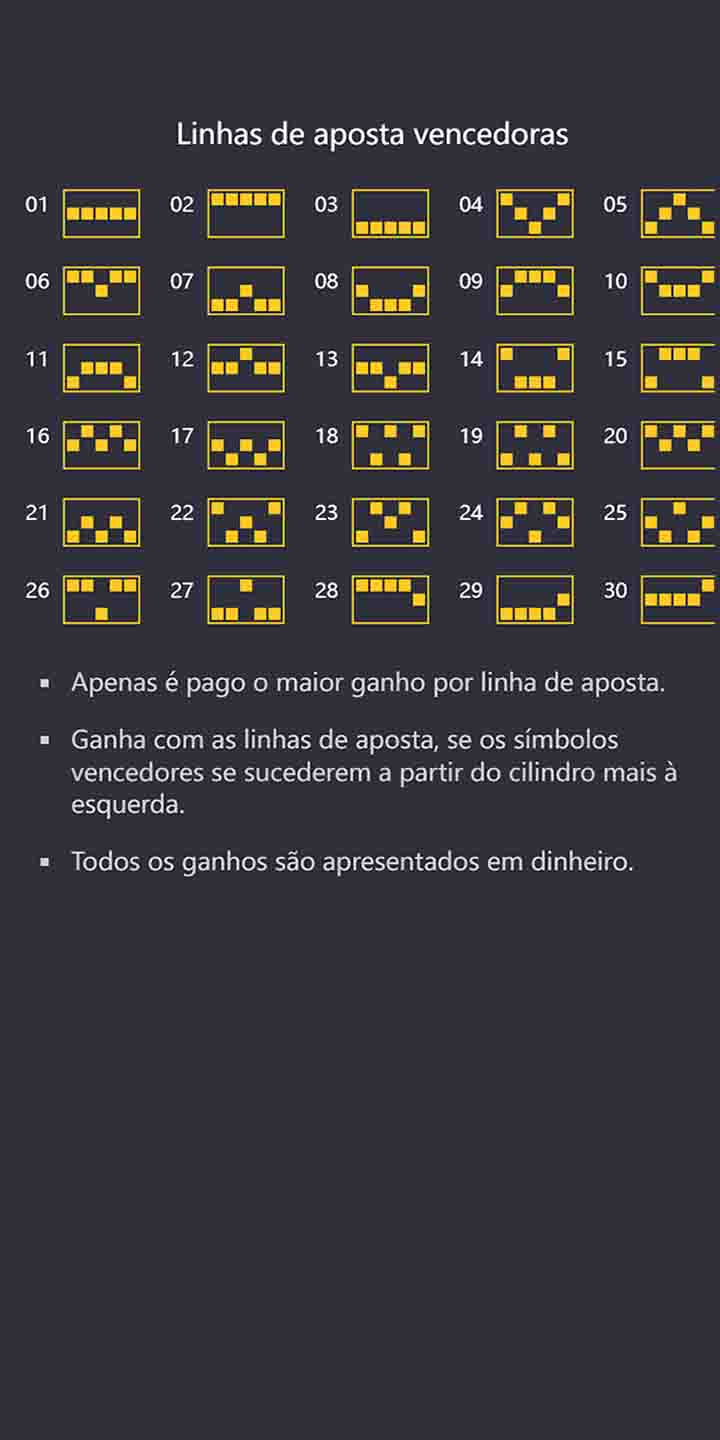 Linhas de aposta vencedoras
01 02 03 04 05
06 07 08 09 10
11 12 13 14 15
16 17 18 19 20
21 22 23 24 25
26 27 28 29 30
Apenas é pago o maior ganho por linha de aposta.
Ganha com as linhas de aposta, se os símbolos
vencedores se sucederem a partir do cilindro mais à
esquerda.
Todos os ganhos são apresentados em dinheiro.